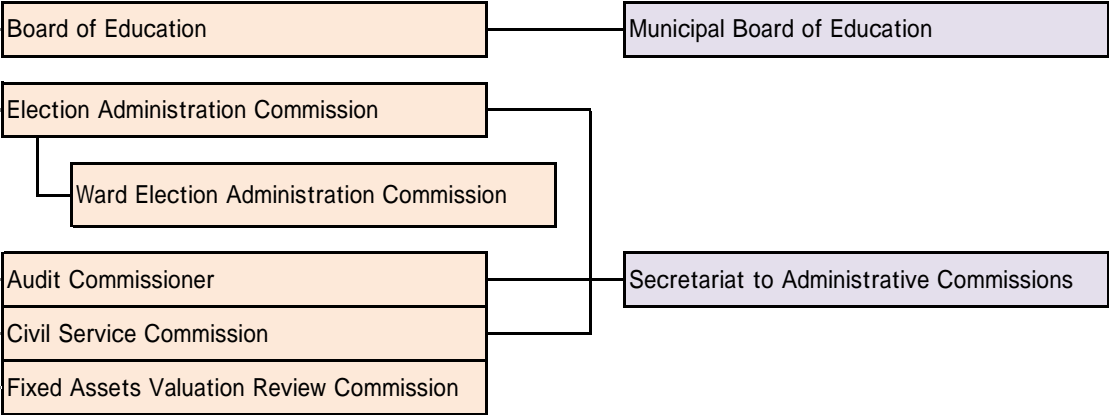 Board of Education
Municipal Board of Education
Election Administration Commission
Ward Election Administration Commission
Audit Commissioner
Secretariat to Administrative Commissions
Civil Service Commission
Fixed Assets Valuation Review Commission